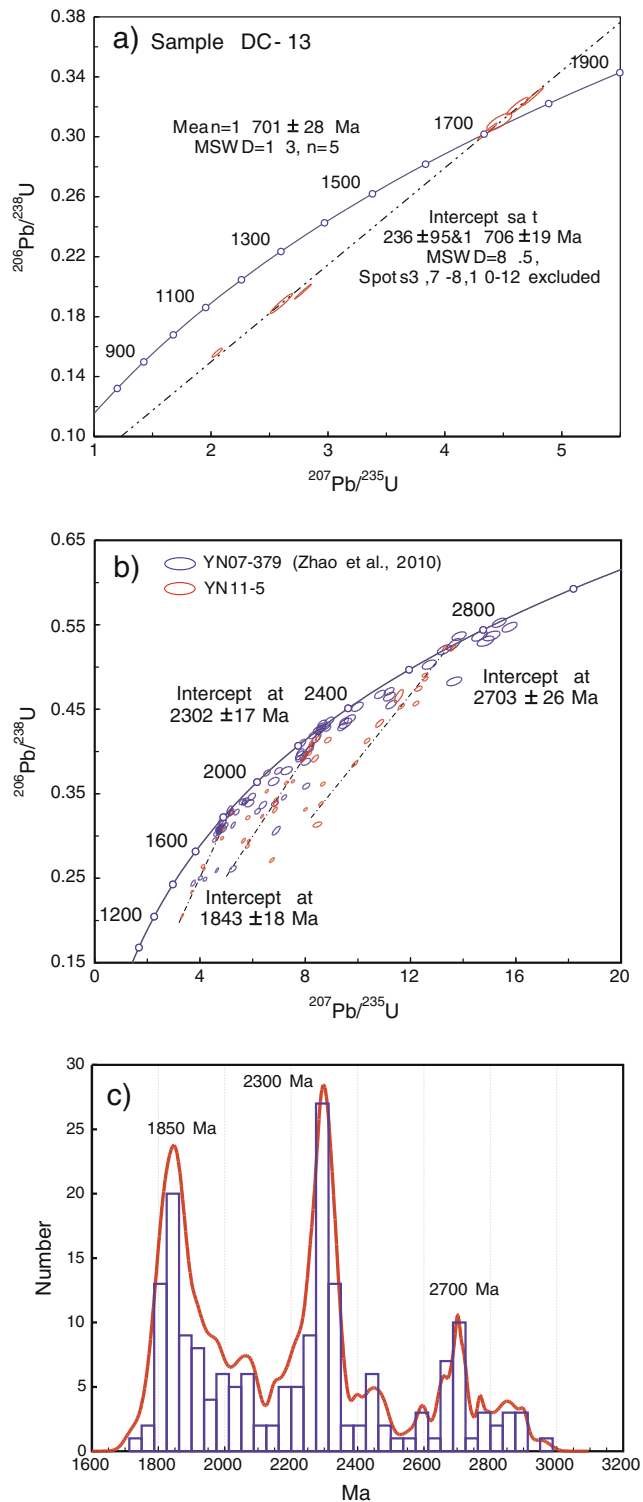 a) Sample DC-13
0.38
0.34
0.30
0.26
0.22
0.18
0.14
0.10
206Pb/238U
1900
1700
1500
1300
1100
900
Mean=1 701 ± 28 Ma
MSWD=1 3, n=5
Intercept sa t
236 ±95&1 706 ±19 Ma
MSWD=8 .5,
Spots3 ,7 -8,1 0-12 excluded
1 2 3 4 5
207Pb/235U
b)
YN07-379 (Zhao et al., 2010)
YN11-5
0.65
0.55
0.45
0.35
0.25
0.15
206Pb/238U
2800
2400
2000
1600
1200
Intercept at
2302 ±17 Ma
Intercept at
2703 ± 26 Ma
Intercept at
1843 ±18 Ma
0 4 8 12 16 20
207Pb/235U
c)
30
25
20
15
10
5
0
Number
1850 Ma
2300 Ma
2700 Ma
1600 1800 2000 2200 2400 2600 2800 3000 3200
Ma